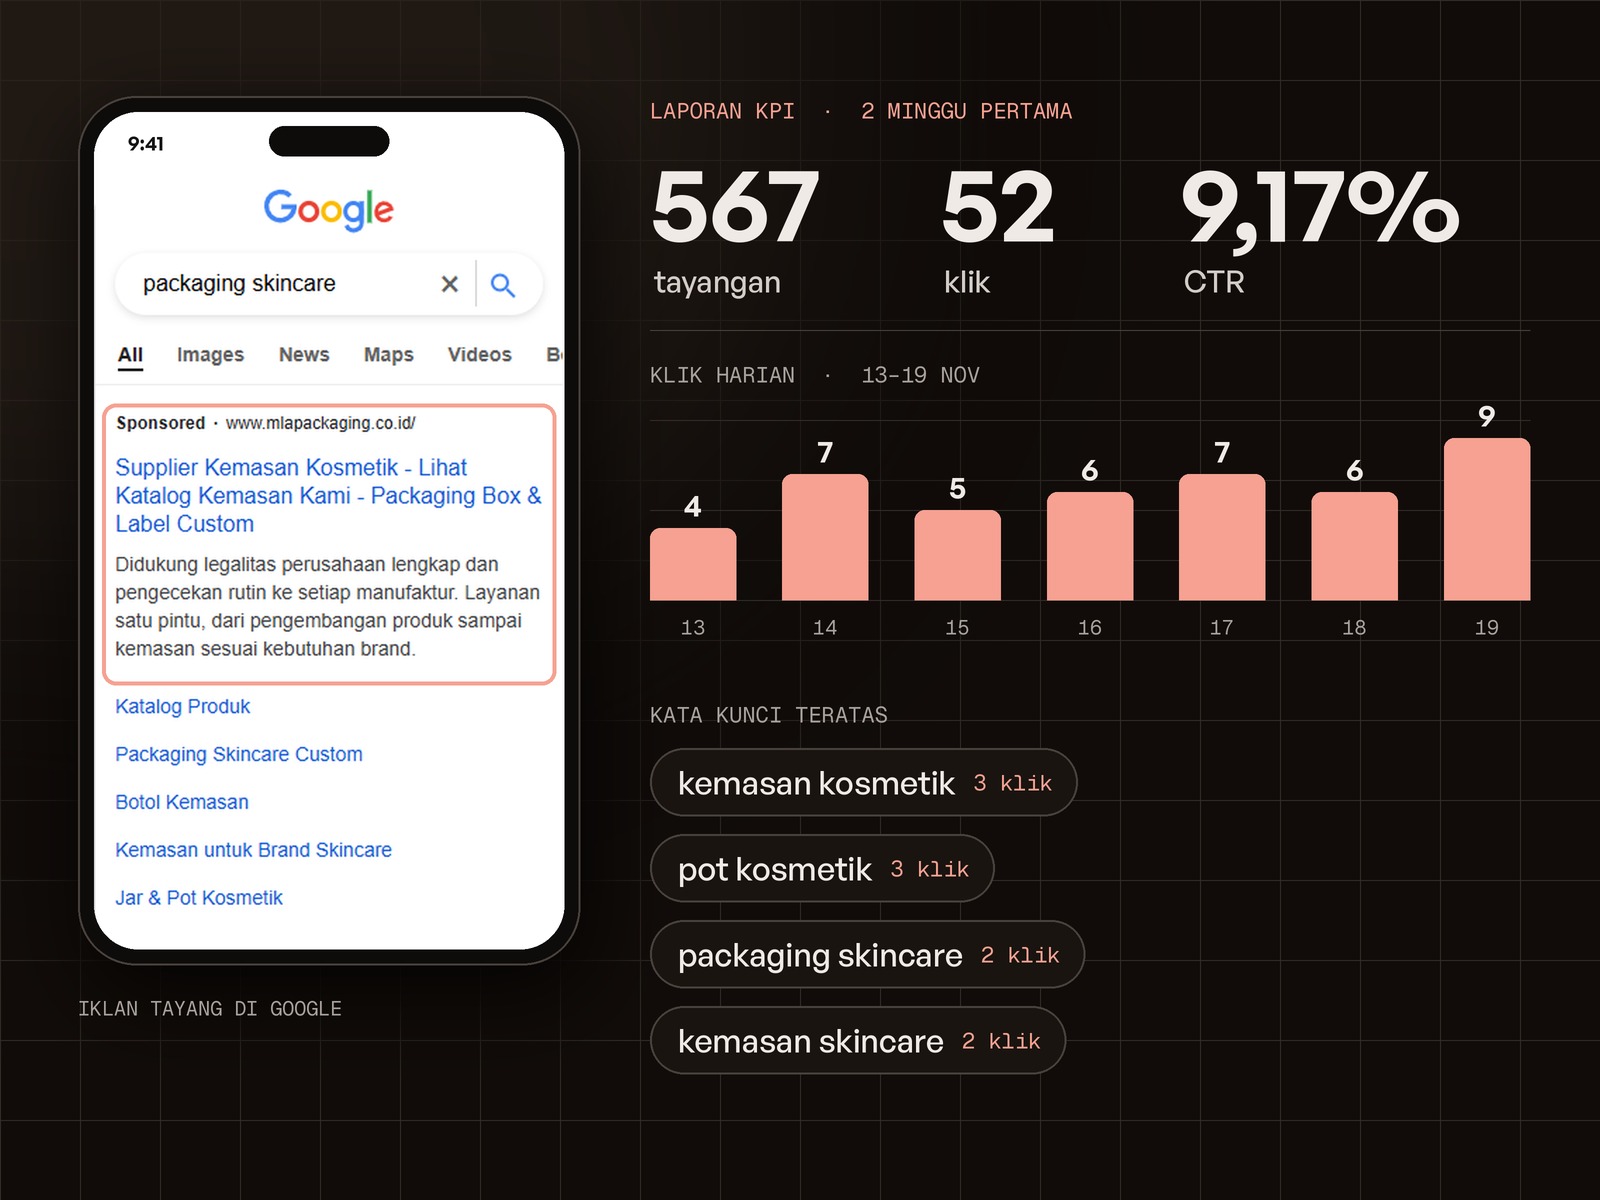 9:41
Google
packaging skincare
All Images News Maps Videos
Sponsored · www.mlapackaging.co.id/
Supplier Kemasan Kosmetik - Lihat
Katalog Kemasan Kami - Packaging Box &
Label Custom
Didukung legalitas perusahaan lengkap dan
pengecekan rutin ke setiap manufaktur. Layanan
satu pintu, dari pengembangan produk sampai
kemasan sesuai kebutuhan brand.
Katalog Produk
Packaging Skincare Custom
Botol Kemasan
Kemasan untuk Brand Skincare
Jar & Pot Kosmetik
IKLAN TAYANG DI GOOGLE
LAPORAN KPI · 2 MINGGU PERTAMA
567 52 9,17%
tayangan klik CTR
KLIK HARIAN · 13–19 NOV
4 7 5 6 7 6 9
13 14 15 16 17 18 19
KATA KUNCI TERATAS
kemasan kosmetik 3 klik
pot kosmetik 3 klik
packaging skincare 2 klik
kemasan skincare 2 klik